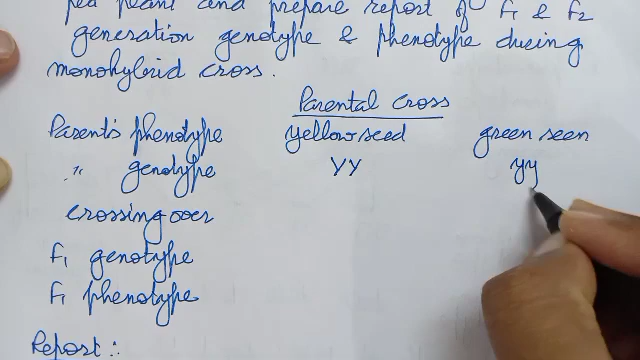 pea plant and prepare report of F1 & F2
generation genotype & phenotype during
monohybrid cross.
Parental cross
Parent's phenotype yellow seed green seen
" genotype YY yy
crossing over
F1 genotype
F1 phenotype
Report :